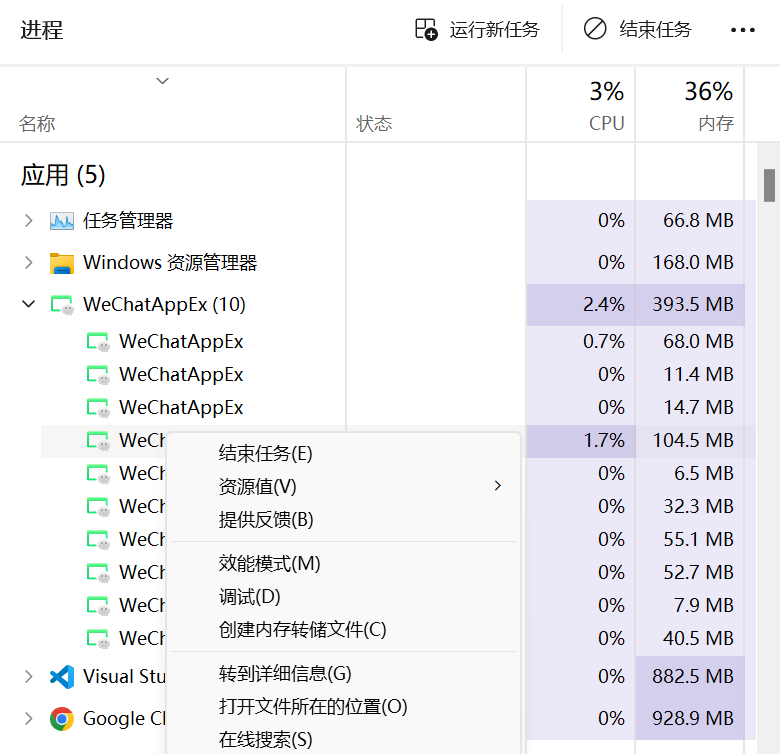 进程
运行新任务
结束任务
3%
36%
名称
状态
CPU
内存
应用 (5)
任务管理器 0% 66.8 MB
Windows 资源管理器 0% 168.0 MB
WeChatAppEx (10) 2.4% 393.5 MB
WeChatAppEx 0.7% 68.0 MB
WeChatAppEx 0% 11.4 MB
WeChatAppEx 0% 14.7 MB
WeCh 1.7% 104.5 MB
WeCh 0% 6.5 MB
WeCh 0% 32.3 MB
WeCh 0% 55.1 MB
WeCh 0% 52.7 MB
WeCh 0% 7.9 MB
WeCh 0% 40.5 MB
Visual Stu 0% 882.5 MB
Google Cl 0% 928.9 MB
结束任务(E)
资源值(V)
提供反馈(B)
效能模式(M)
调试(D)
创建内存转储文件(C)
转到详细信息(G)
打开文件所在的位置(O)
在线搜索(S)